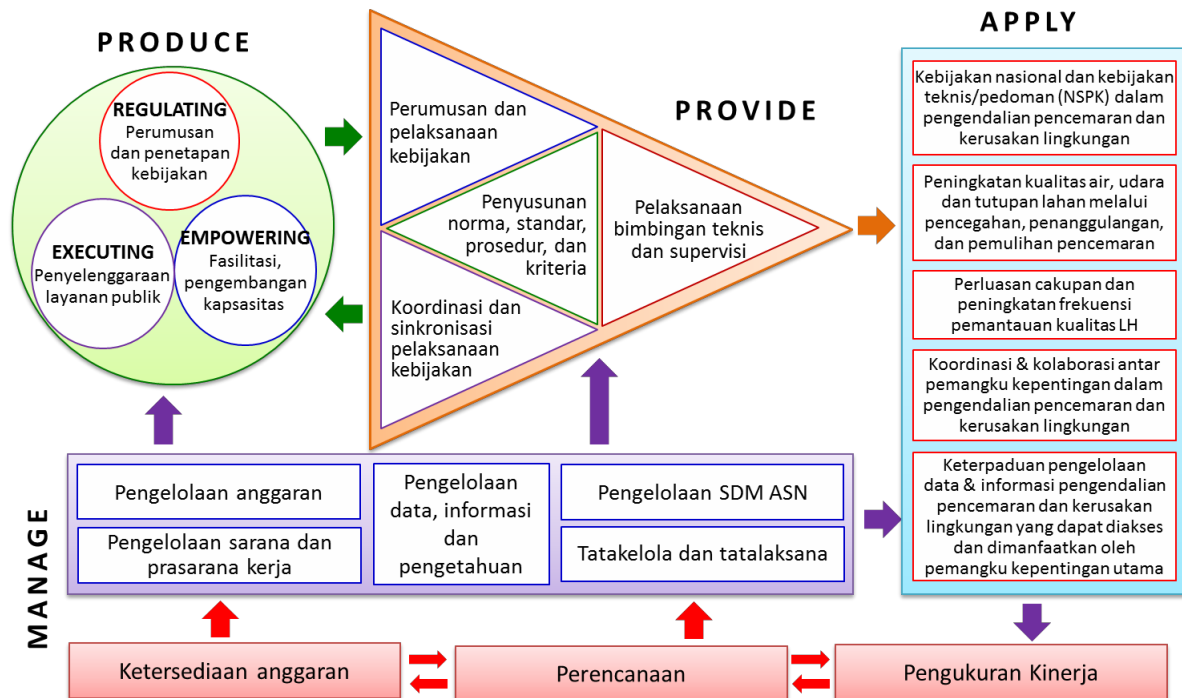 PRODUCE
REGULATING
Perumusan
dan penetapan
kebijakan
EXECUTING
Penyelenggaraan
layanan publik
EMPOWERING
Fasilitasi,
pengembangan
kapsasitas
PROVIDE
Perumusan dan
pelaksanaan
kebijakan
Penyusunan
norma, standar,
prosedur, dan
kriteria
Koordinasi dan
sinkronisasi
pelaksanaan
kebijakan
Pelaksanaan
bimbingan teknis
dan supervisi
APPLY
Kebijakan nasional dan kebijakan
teknis/pedoman (NSPK) dalam
pengendalian pencemaran dan
kerusakan lingkungan
Peningkatan kualitas air, udara
dan tutupan lahan melalui
pencegahan, penanggulangan,
dan pemulihan pencemaran
Perluasan cakupan dan
peningkatan frekuensi
pemantauan kualitas LH
Koordinasi & kolaborasi antar
pemangku kepentingan dalam
pengendalian pencemaran dan
kerusakan lingkungan
Keterpaduan pengelolaan
data & informasi pengendalian
pencemaran dan kerusakan
lingkungan yang dapat diakses
dan dimanfaatkan oleh
pemangku kepentingan utama
MANAGE
Pengelolaan anggaran
Pengelolaan sarana dan
prasarana kerja
Pengelolaan
data, informasi
dan
pengetahuan
Pengelolaan SDM ASN
Tatakelola dan tatalaksana
Ketersediaan anggaran
Perencanaan
Pengukuran Kinerja